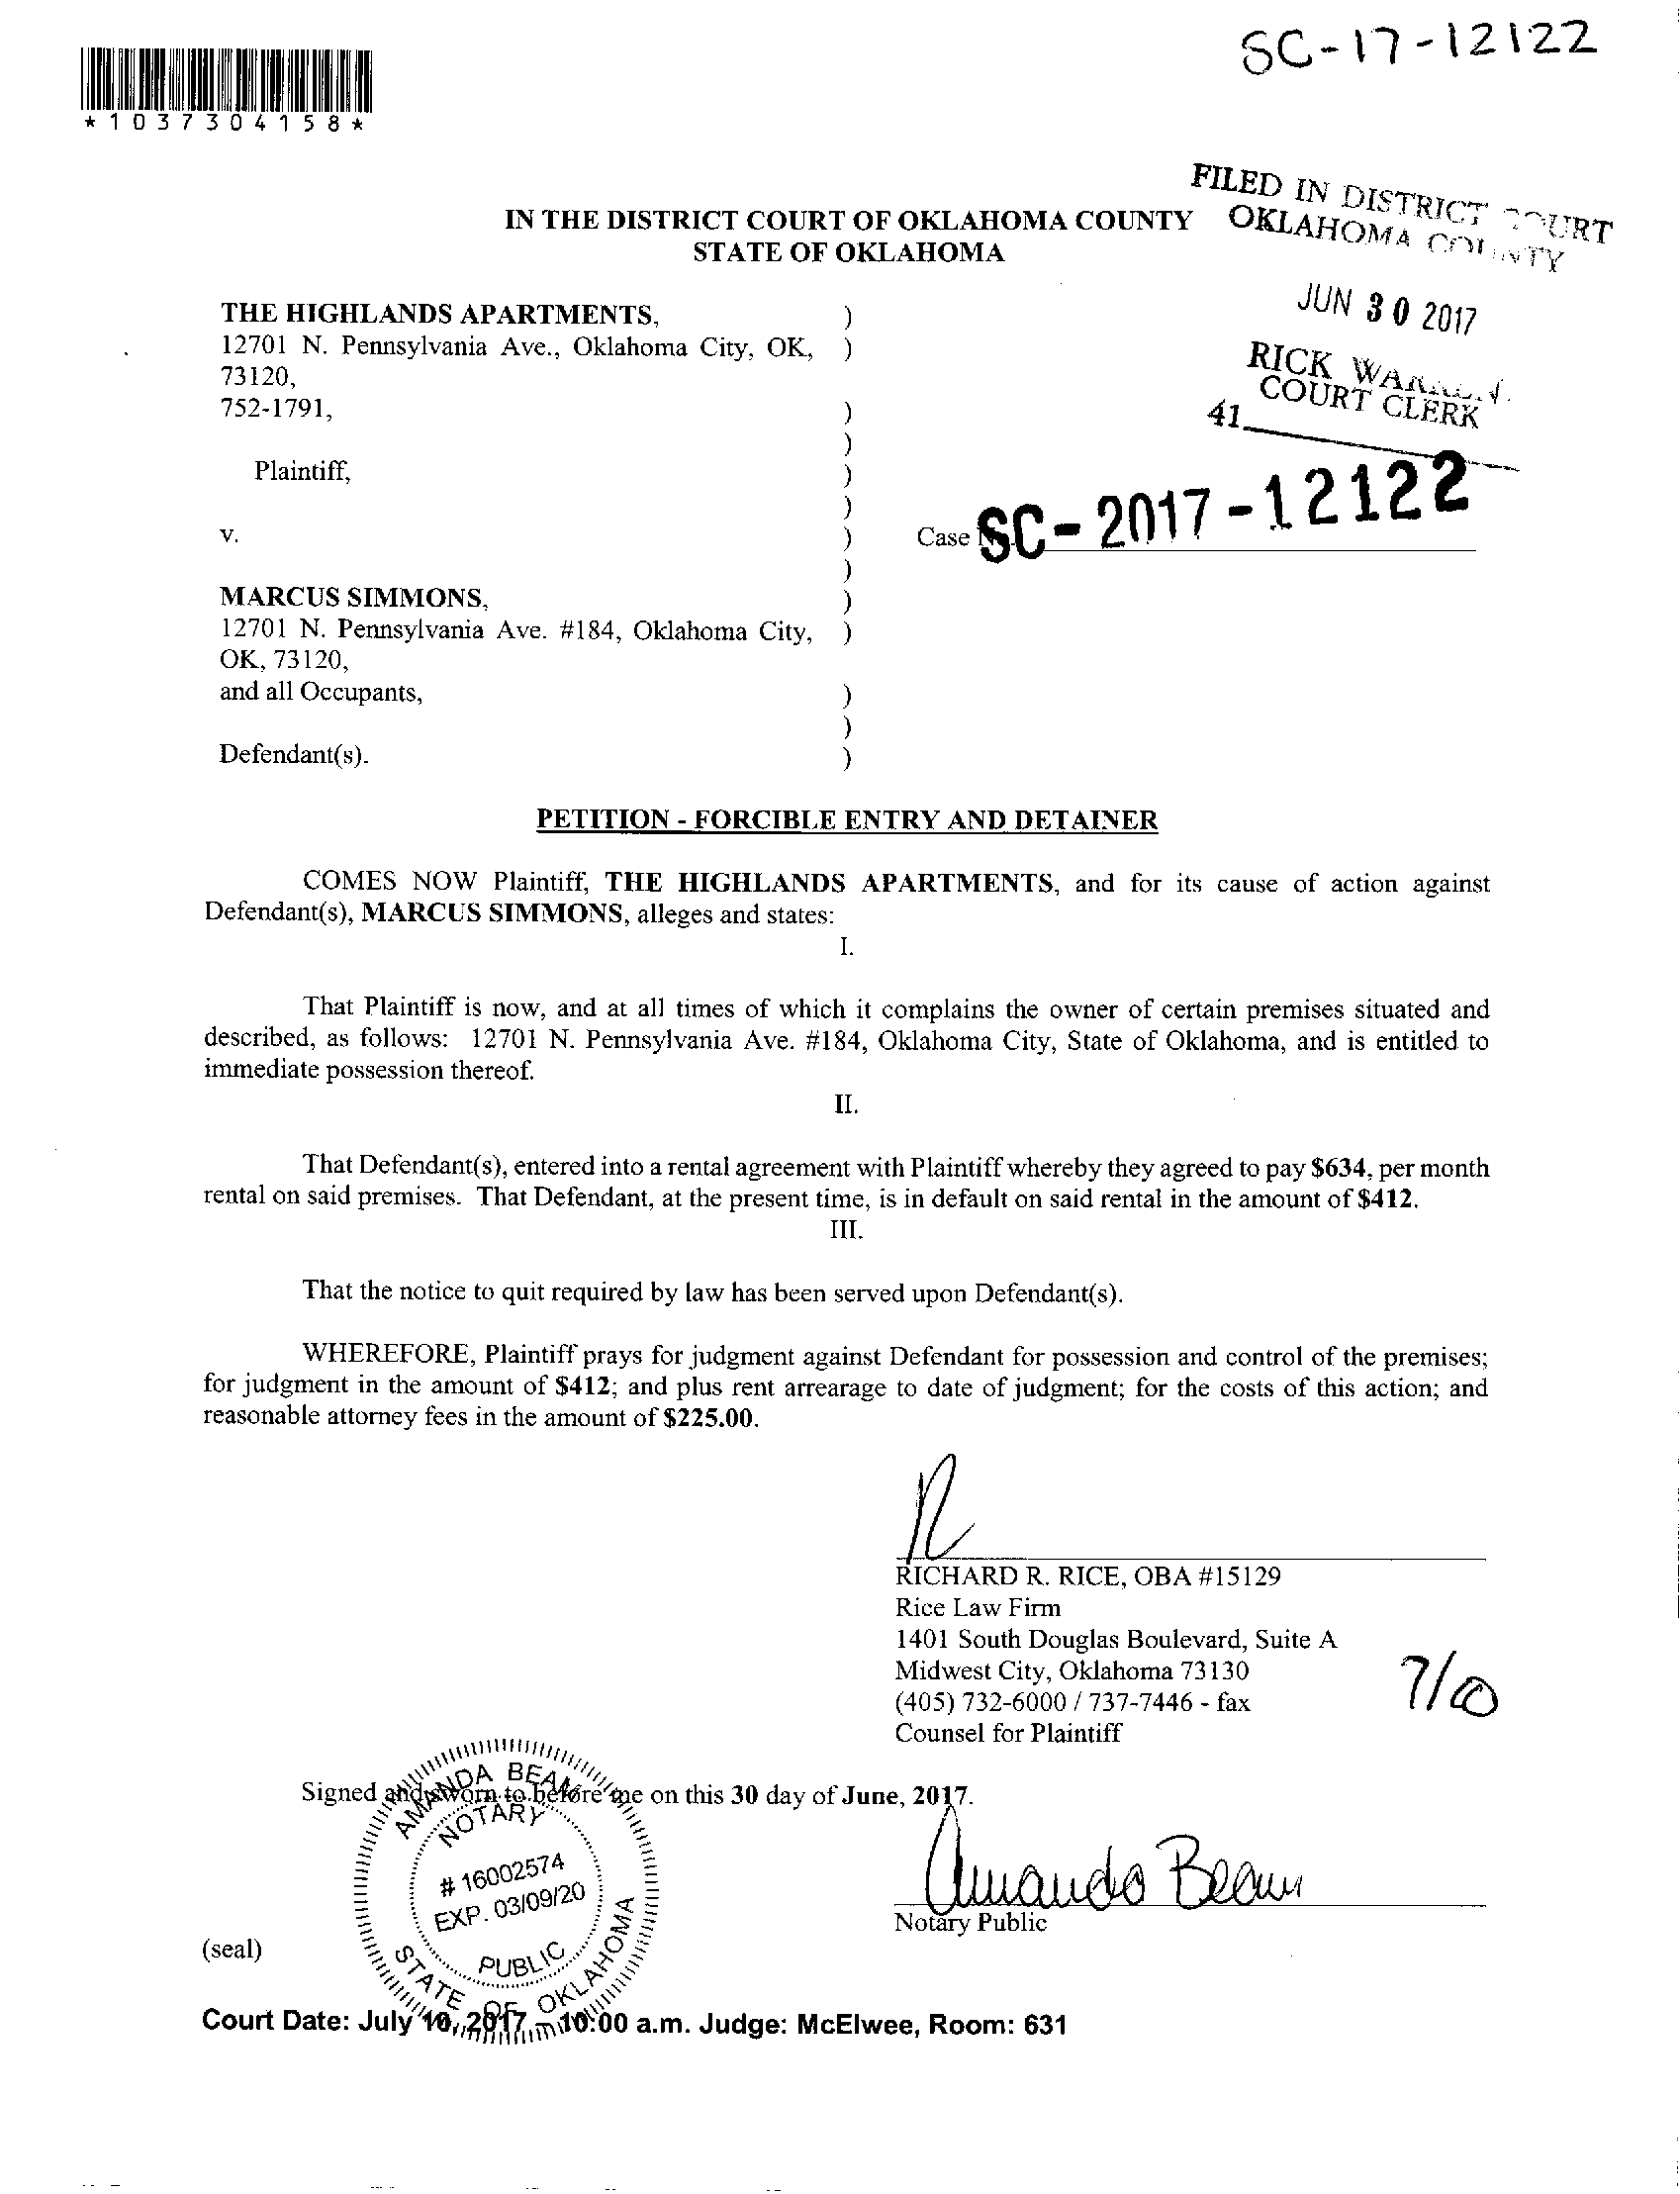 SC-17-12122
*1037304158*
FILED IN DISTRICT COURT
OKLAHOMA COUNTY
IN THE DISTRICT COURT OF OKLAHOMA COUNTY
STATE OF OKLAHOMA
JUN 30 2017
RICK WARREN
COURT CLERK
41
THE HIGHLANDS APARTMENTS, )
12701 N. Pennsylvania Ave., Oklahoma City, OK, )
73120,
752-1791, )
)
Plaintiff, )
)
v. )
Case SC-2017-12122
)
MARCUS SIMMONS, )
12701 N. Pennsylvania Ave. #184, Oklahoma City, )
OK, 73120,
and all Occupants, )
)
Defendant(s). )
PETITION - FORCIBLE ENTRY AND DETAINER
COMES NOW Plaintiff, THE HIGHLANDS APARTMENTS, and for its cause of action against
Defendant(s), MARCUS SIMMONS, alleges and states:
I.
That Plaintiff is now, and at all times of which it complains the owner of certain premises situated and
described, as follows: 12701 N. Pennsylvania Ave. #184, Oklahoma City, State of Oklahoma, and is entitled to
immediate possession thereof.
II.
That Defendant(s), entered into a rental agreement with Plaintiff whereby they agreed to pay $634, per month
rental on said premises. That Defendant, at the present time, is in default on said rental in the amount of $412.
III.
That the notice to quit required by law has been served upon Defendant(s).
WHEREFORE, Plaintiff prays for judgment against Defendant for possession and control of the premises;
for judgment in the amount of $412; and plus rent arrearage to date of judgment; for the costs of this action; and
reasonable attorney fees in the amount of $225.00.
RICHARD R. RICE, OBA #15129
Rice Law Firm
1401 South Douglas Boulevard, Suite A
Midwest City, Oklahoma 73130
(405) 732-6000 / 737-7446 - fax
Counsel for Plaintiff
7/10
Signed and sworn to before me on this 30 day of June, 2017.
AMANDA BEAM
NOTARY
# 16002574
EXP. 03/09/20
PUBLIC
STATE OF OKLAHOMA
Amanda Beam
Notary Public
(seal)
Court Date: July 10, 2017 - 10:00 a.m. Judge: McElwee, Room: 631